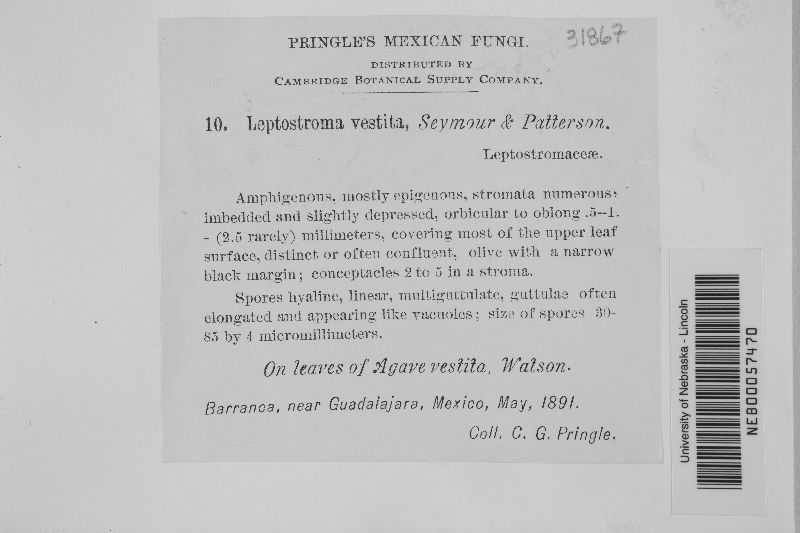 PRINGLE'S MEXICAN FUNGI.
31867
DISTRIBUTED BY
CAMBRIDGE BOTANICAL SUPPLY COMPANY.
10. Leptostroma vestita, Seymour & Patterson.
Leptostromaceæ.
Amphigenous, mostly epigenous, stromata numerous;
imbedded and slightly depressed, orbicular to oblong .5--1.
- (2.5 rarely) millimeters, covering most of the upper leaf
surface, distinct or often confluent, olive with a narrow
black margin; conceptacles 2 to 5 in a stroma.
Spores hyaline, linear, multiguttulate, guttulae often
elongated and appearing like vacuoles; size of spores 30-
85 by 4 micromillimeters.
On leaves of Agave vestita, Watson.
Barranca, near Guadalajara, Mexico, May, 1891.
Coll. C. G. Pringle.
University of Nebraska - Lincoln
NEB00057470